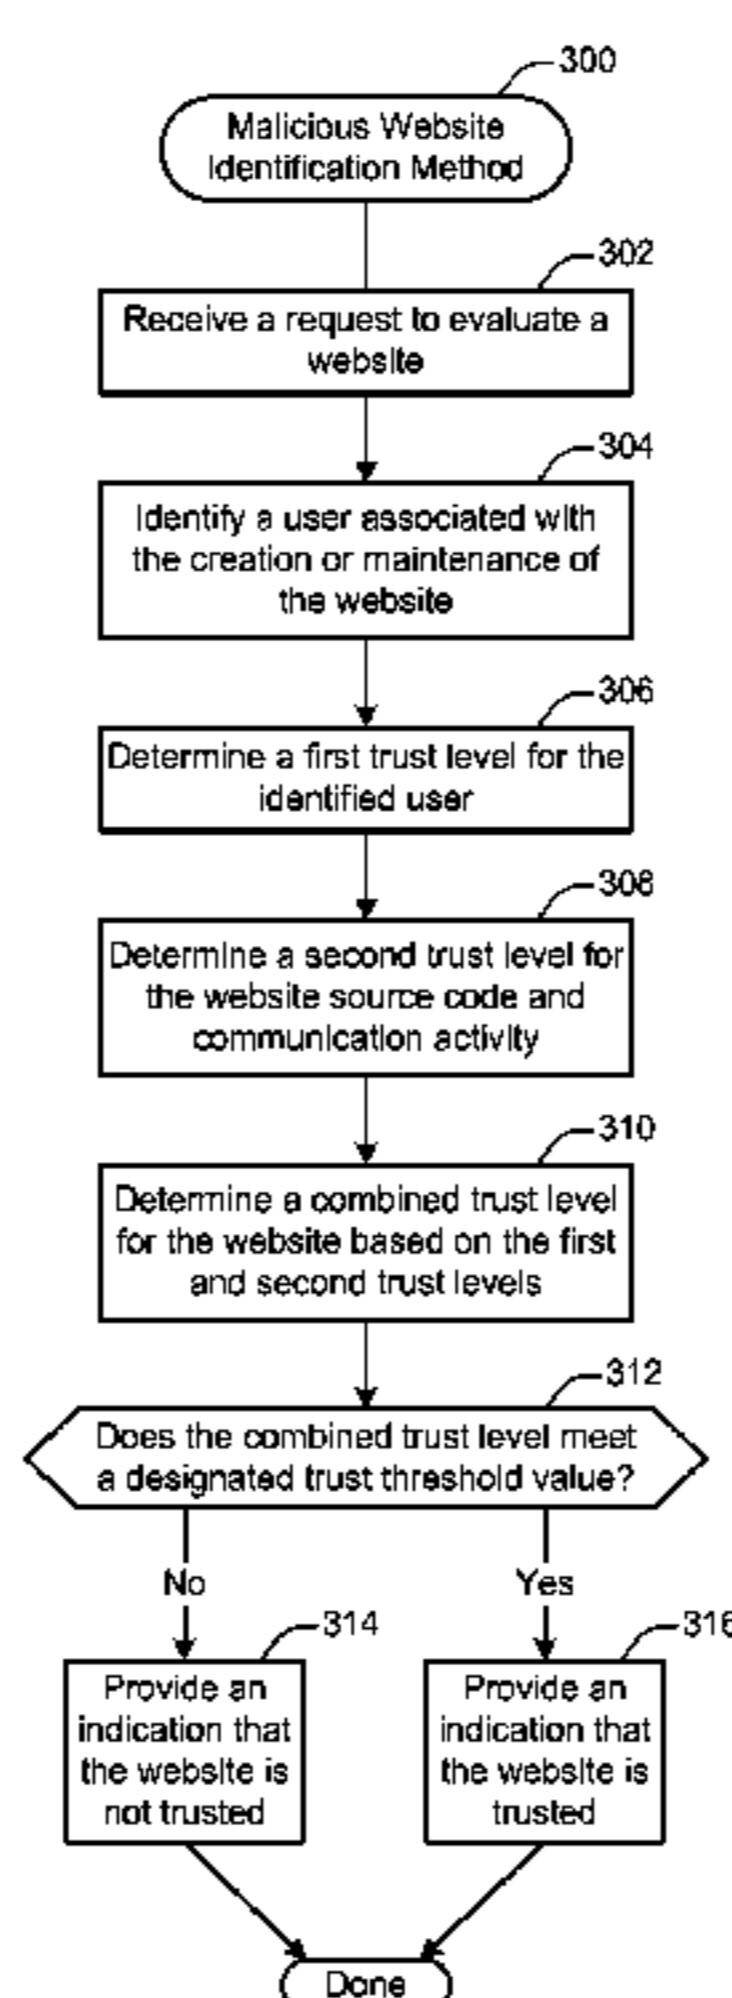 300
Malicious Website
Identification Method
302
Receive a request to evaluate a
website
304
Identify a user associated with
the creation or maintenance of
the website
306
Determine a first trust level for the
identified user
308
Determine a second trust level for
the website source code and
communication activity
310
Determine a combined trust level
for the website based on the first
and second trust levels
312
Does the combined trust level meet
a designated trust threshold value?
No
Yes
314
316
Provide an
indication that
the website is
not trusted
Provide an
indication that
the website is
trusted
Done